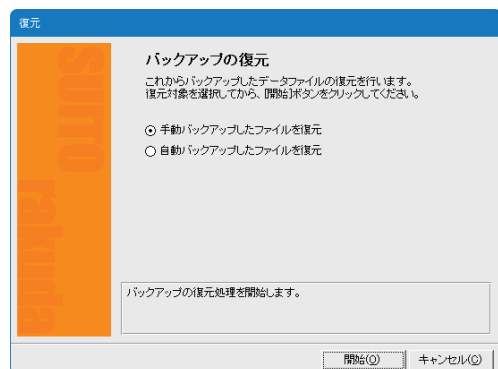 復元
SUITO
rakuda
バックアップの復元
これからバックアップしたデータファイルの復元を行います。
復元対象を選択してから、[開始]ボタンをクリックしてください。
手動バックアップしたファイルを復元
自動バックアップしたファイルを復元
バックアップの復元処理を開始します。
開始(O)
キャンセル(C)